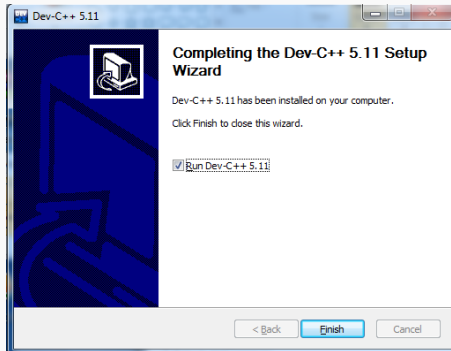 Dev-C++ 5.11
Completing the Dev-C++ 5.11 Setup
Wizard
Dev-C++ 5.11 has been installed on your computer.
Click Finish to close this wizard.
Run Dev-C++ 5.11
< Back
Finish
Cancel